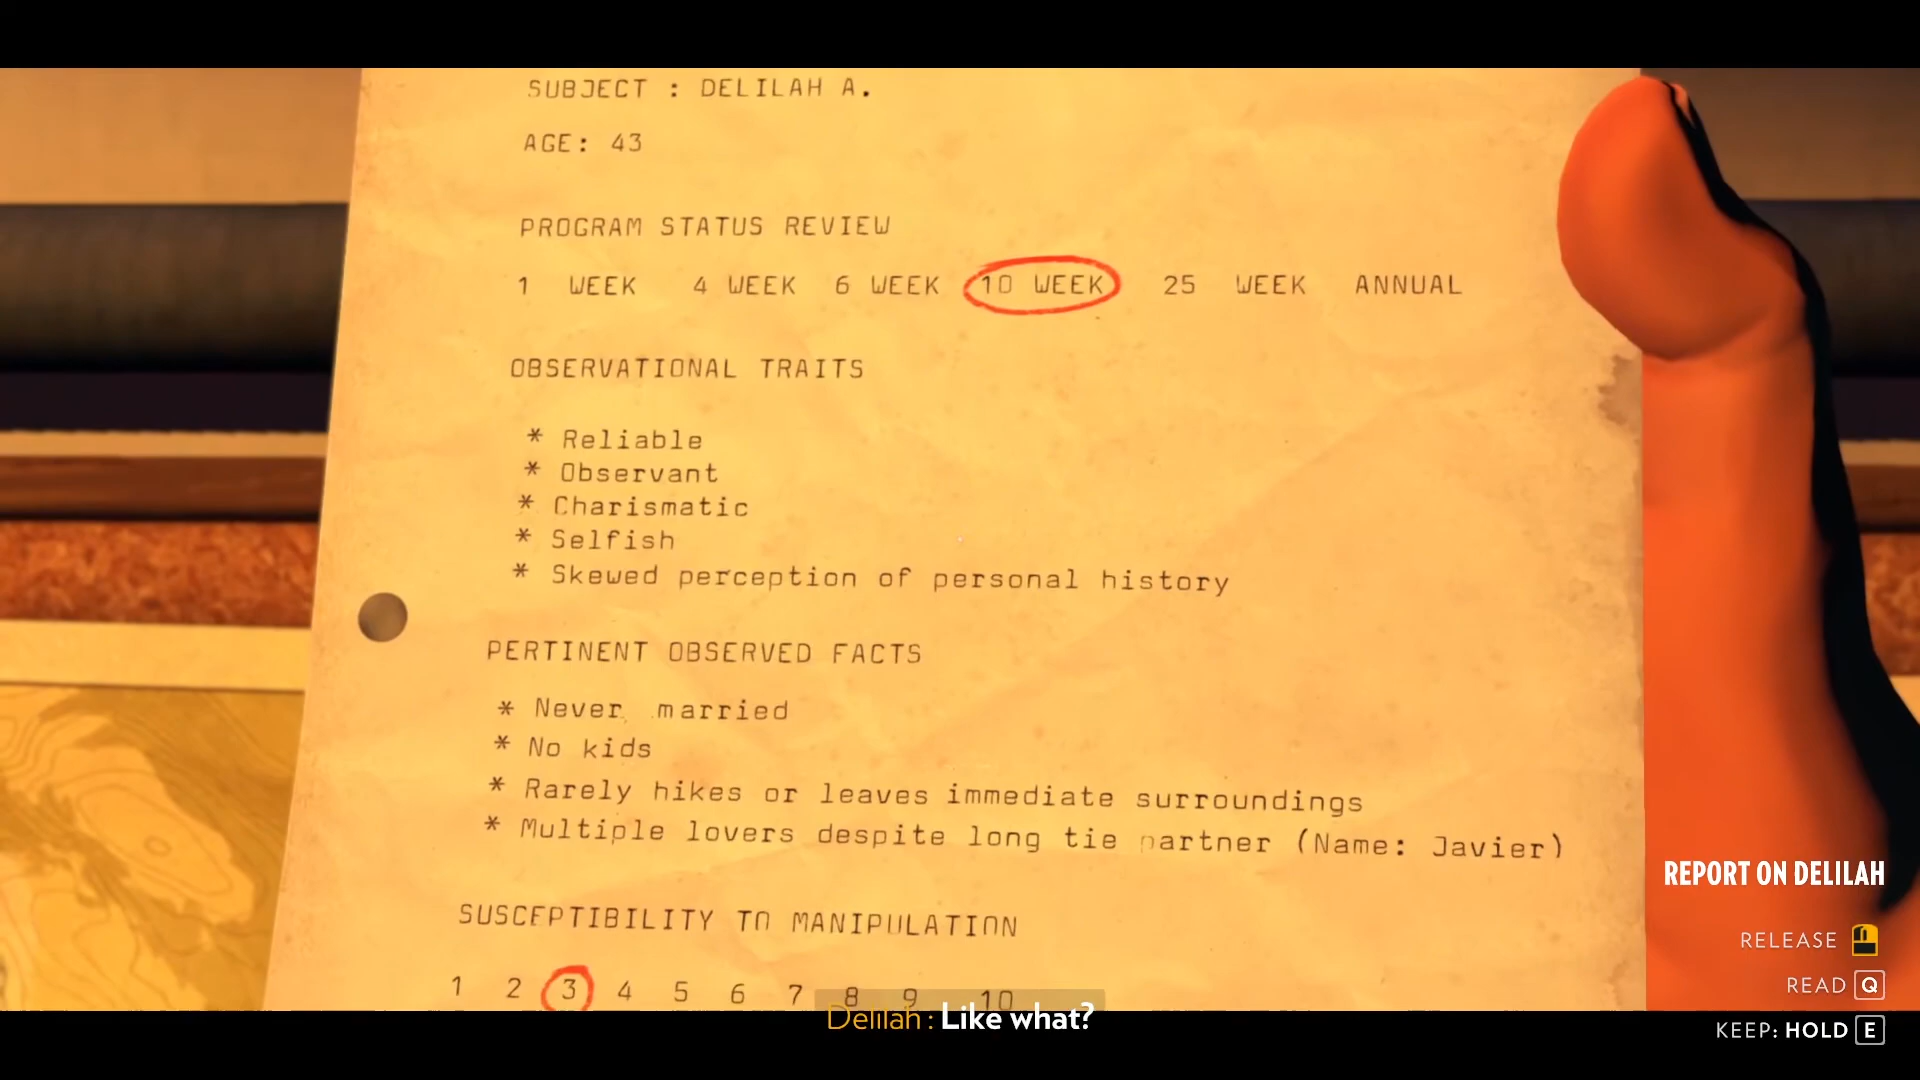 SUBJECT : DELILAH A.
AGE: 43
PROGRAM STATUS REVIEW
1 WEEK 4 WEEK 6 WEEK 10 WEEK 25 WEEK ANNUAL
OBSERVATIONAL TRAITS
* Reliable
* Observant
* Charismatic
* Selfish
* Skewed perception of personal history
PERTINENT OBSERVED FACTS
* Never married
* No kids
* Rarely hikes or leaves immediate surroundings
* Multiple lovers despite long tie partner (Name: Javier)
SUSCEPTIBILITY TO MANIPULATION
1 2 3 4 5 6 7 8 9 10
Delilah : Like what?
REPORT ON DELILAH
RELEASE
READ Q
KEEP: HOLD E